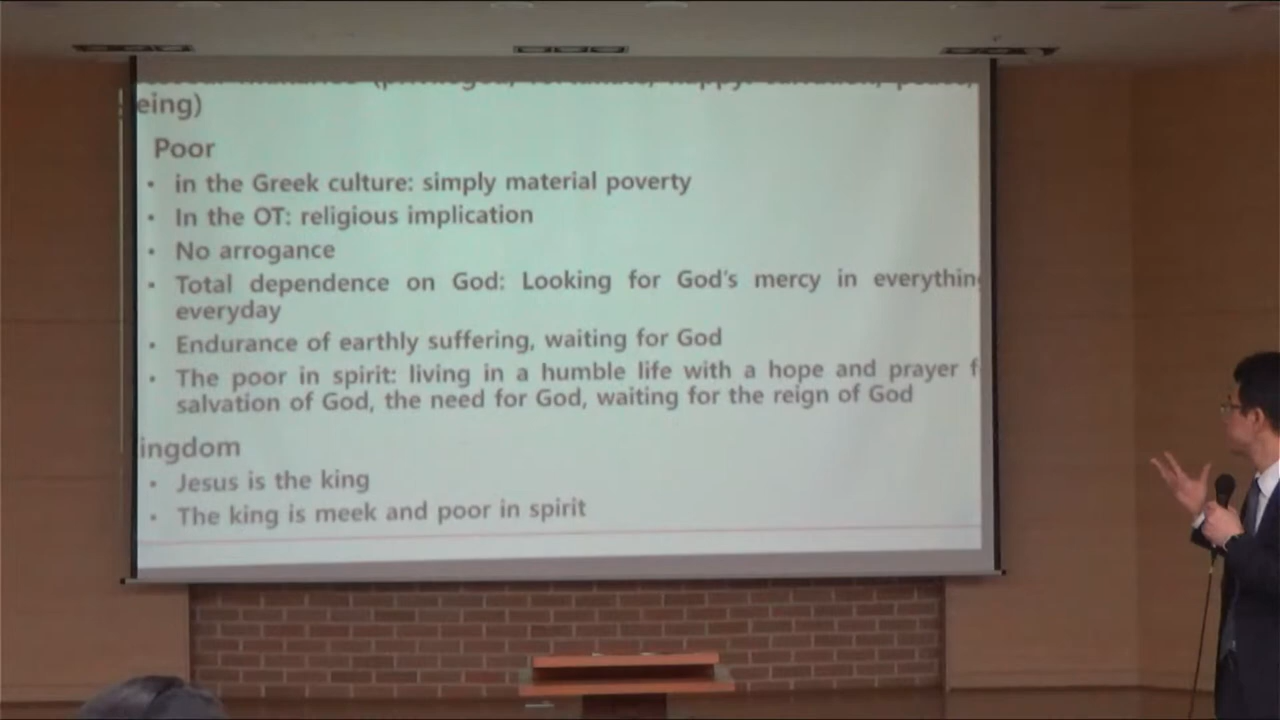 eing)
Poor
• in the Greek culture: simply material poverty
• In the OT: religious implication
• No arrogance
• Total dependence on God: Looking for God's mercy in everything
everyday
• Endurance of earthly suffering, waiting for God
• The poor in spirit: living in a humble life with a hope and prayer f
salvation of God, the need for God, waiting for the reign of God
ingdom
• Jesus is the king
• The king is meek and poor in spirit